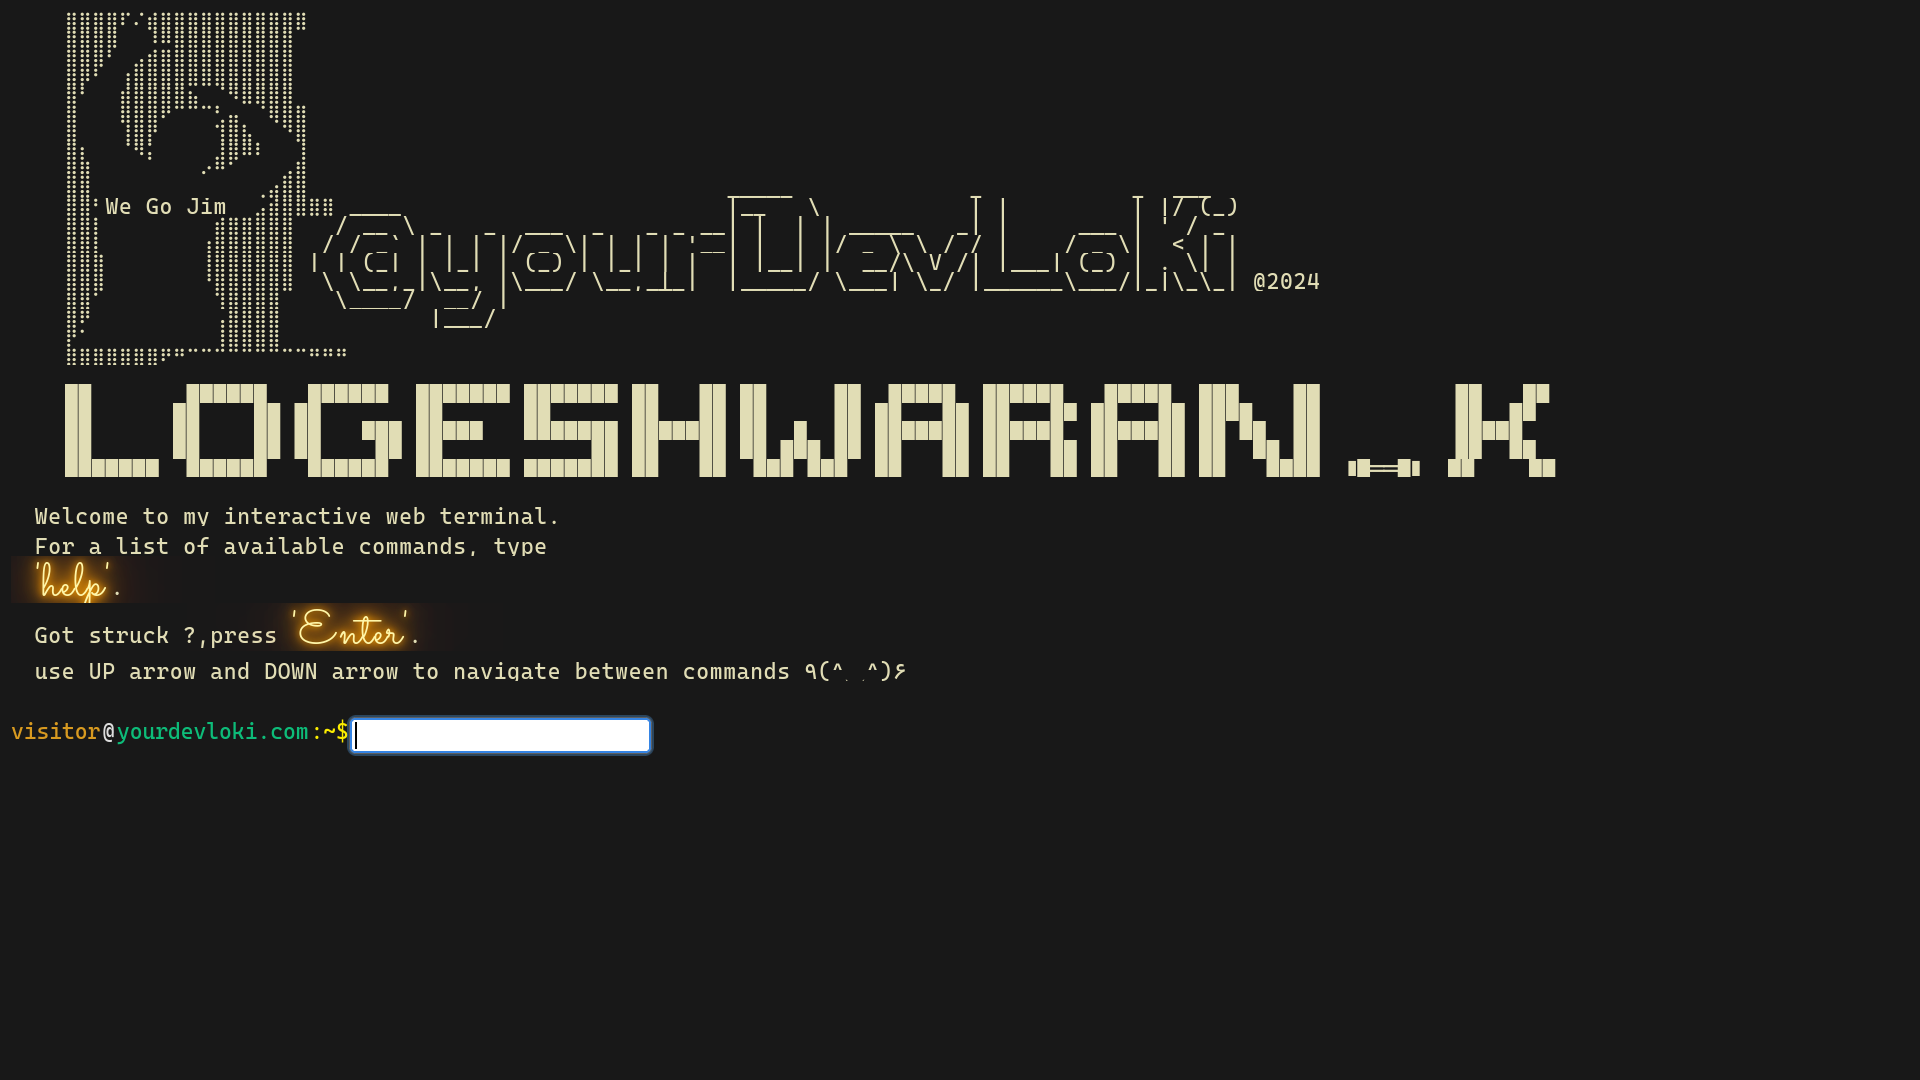 We Go Jim
@yourDevLoki @2024
LOGESHWARAN_K
Welcome to my interactive web terminal.
For a list of available commands, type
'help'.
Got struck ?,press 'Enter'.
use UP arrow and DOWN arrow to navigate between commands ٩(^‿^)۶
visitor@yourdevloki.com:~$